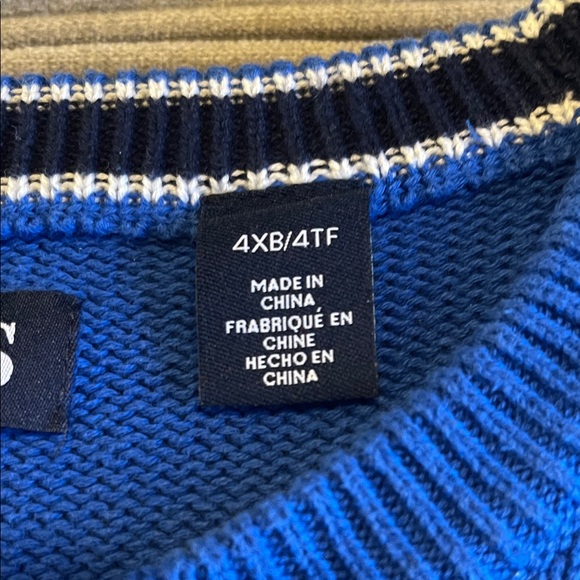 4XB/4TF
MADE IN
CHINA
FRABRIQUÉ EN
CHINE
HECHO EN
CHINA
S